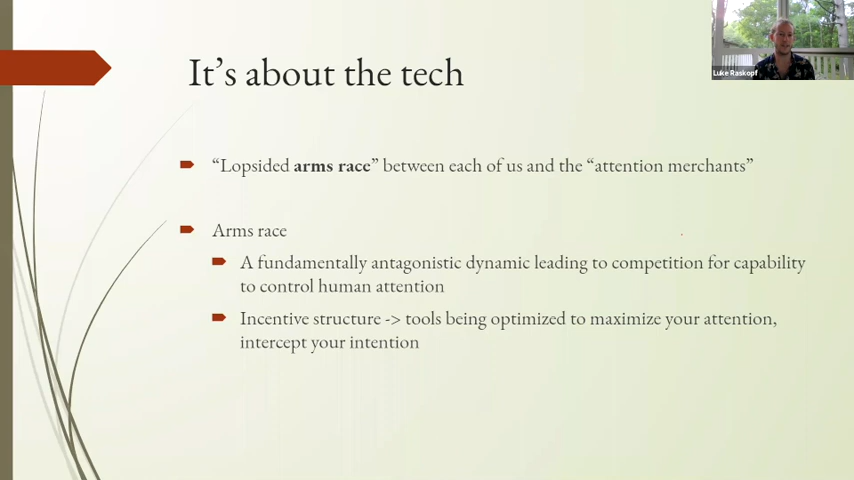 It's about the tech
Luke Raskopf
“Lopsided arms race” between each of us and the “attention merchants”
Arms race
A fundamentally antagonistic dynamic leading to competition for capability
to control human attention
Incentive structure -> tools being optimized to maximize your attention,
intercept your intention